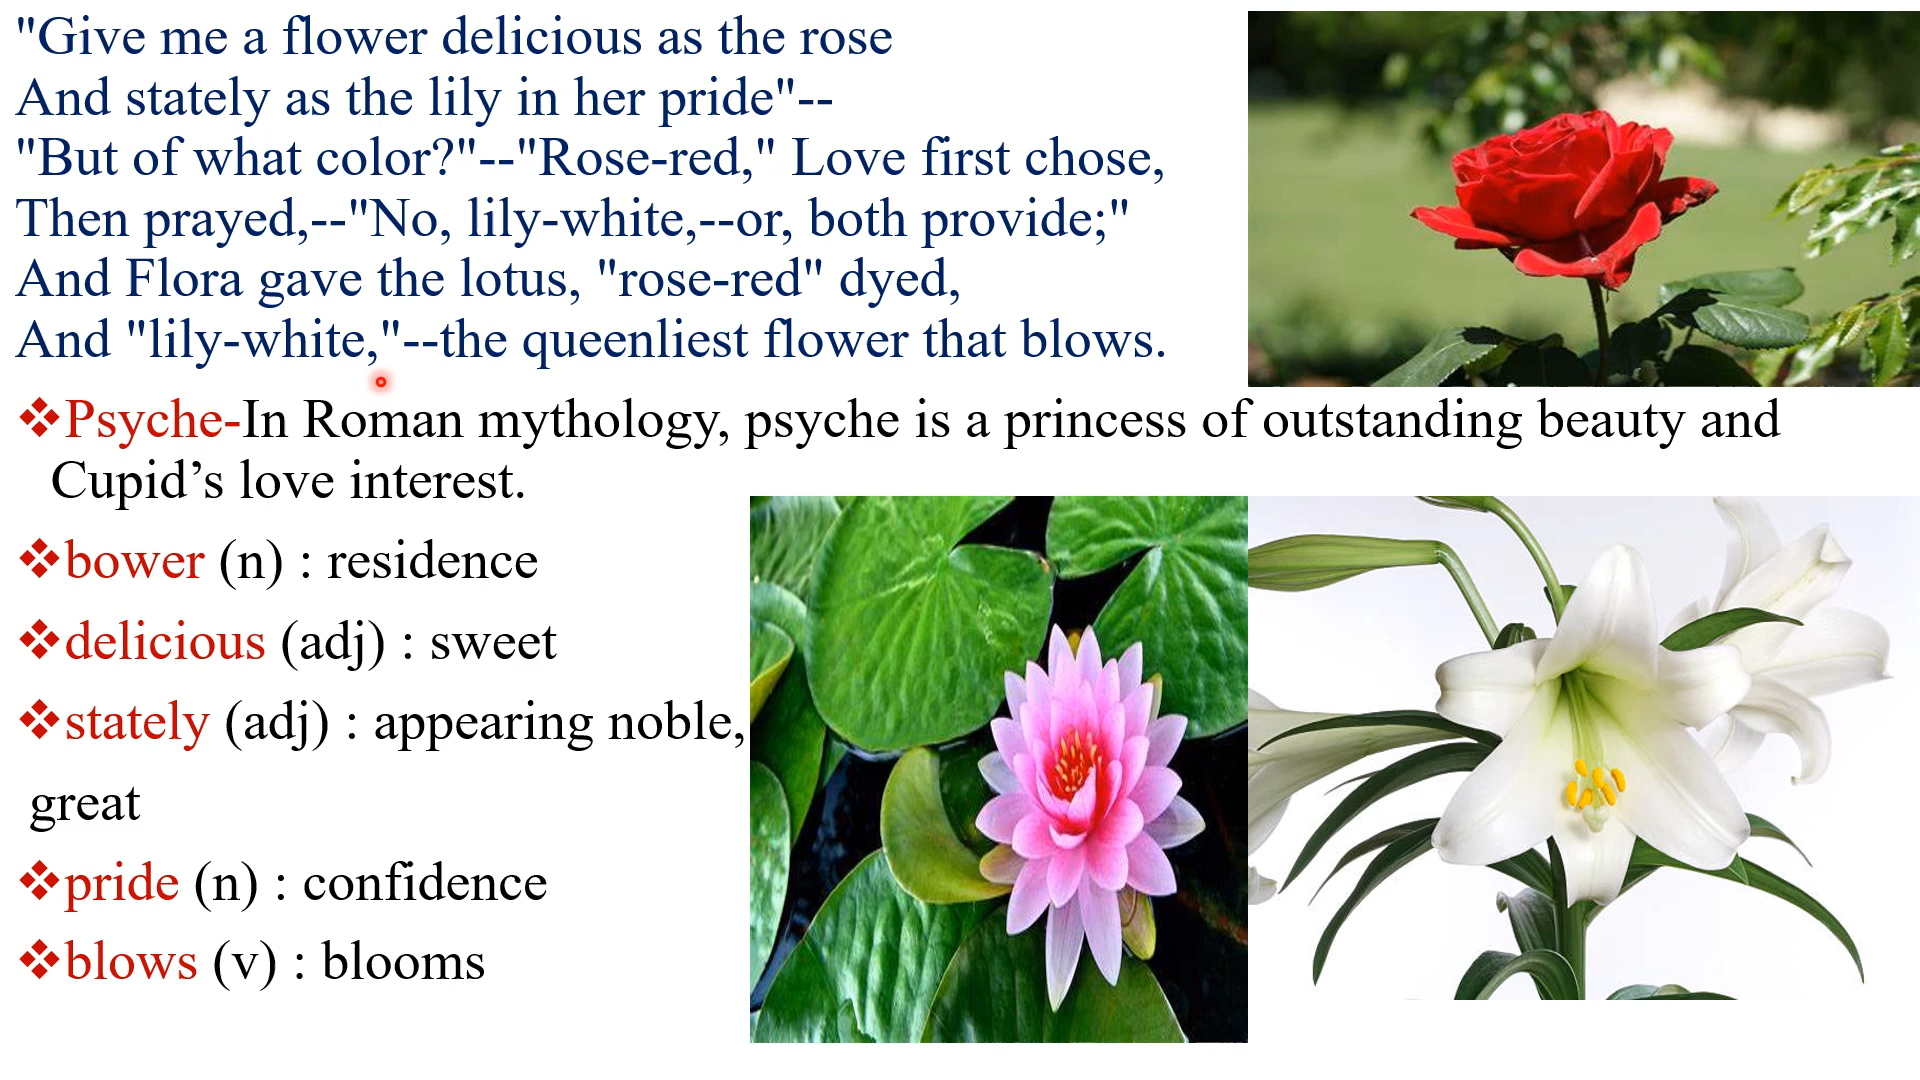 "Give me a flower delicious as the rose
And stately as the lily in her pride"--
"But of what color?"--"Rose-red," Love first chose,
Then prayed,--"No, lily-white,--or, both provide;"
And Flora gave the lotus, "rose-red" dyed,
And "lily-white,"--the queenliest flower that blows.
❖Psyche-In Roman mythology, psyche is a princess of outstanding beauty and
Cupid’s love interest.
❖bower (n) : residence
❖delicious (adj) : sweet
❖stately (adj) : appearing noble,
great
❖pride (n) : confidence
❖blows (v) : blooms